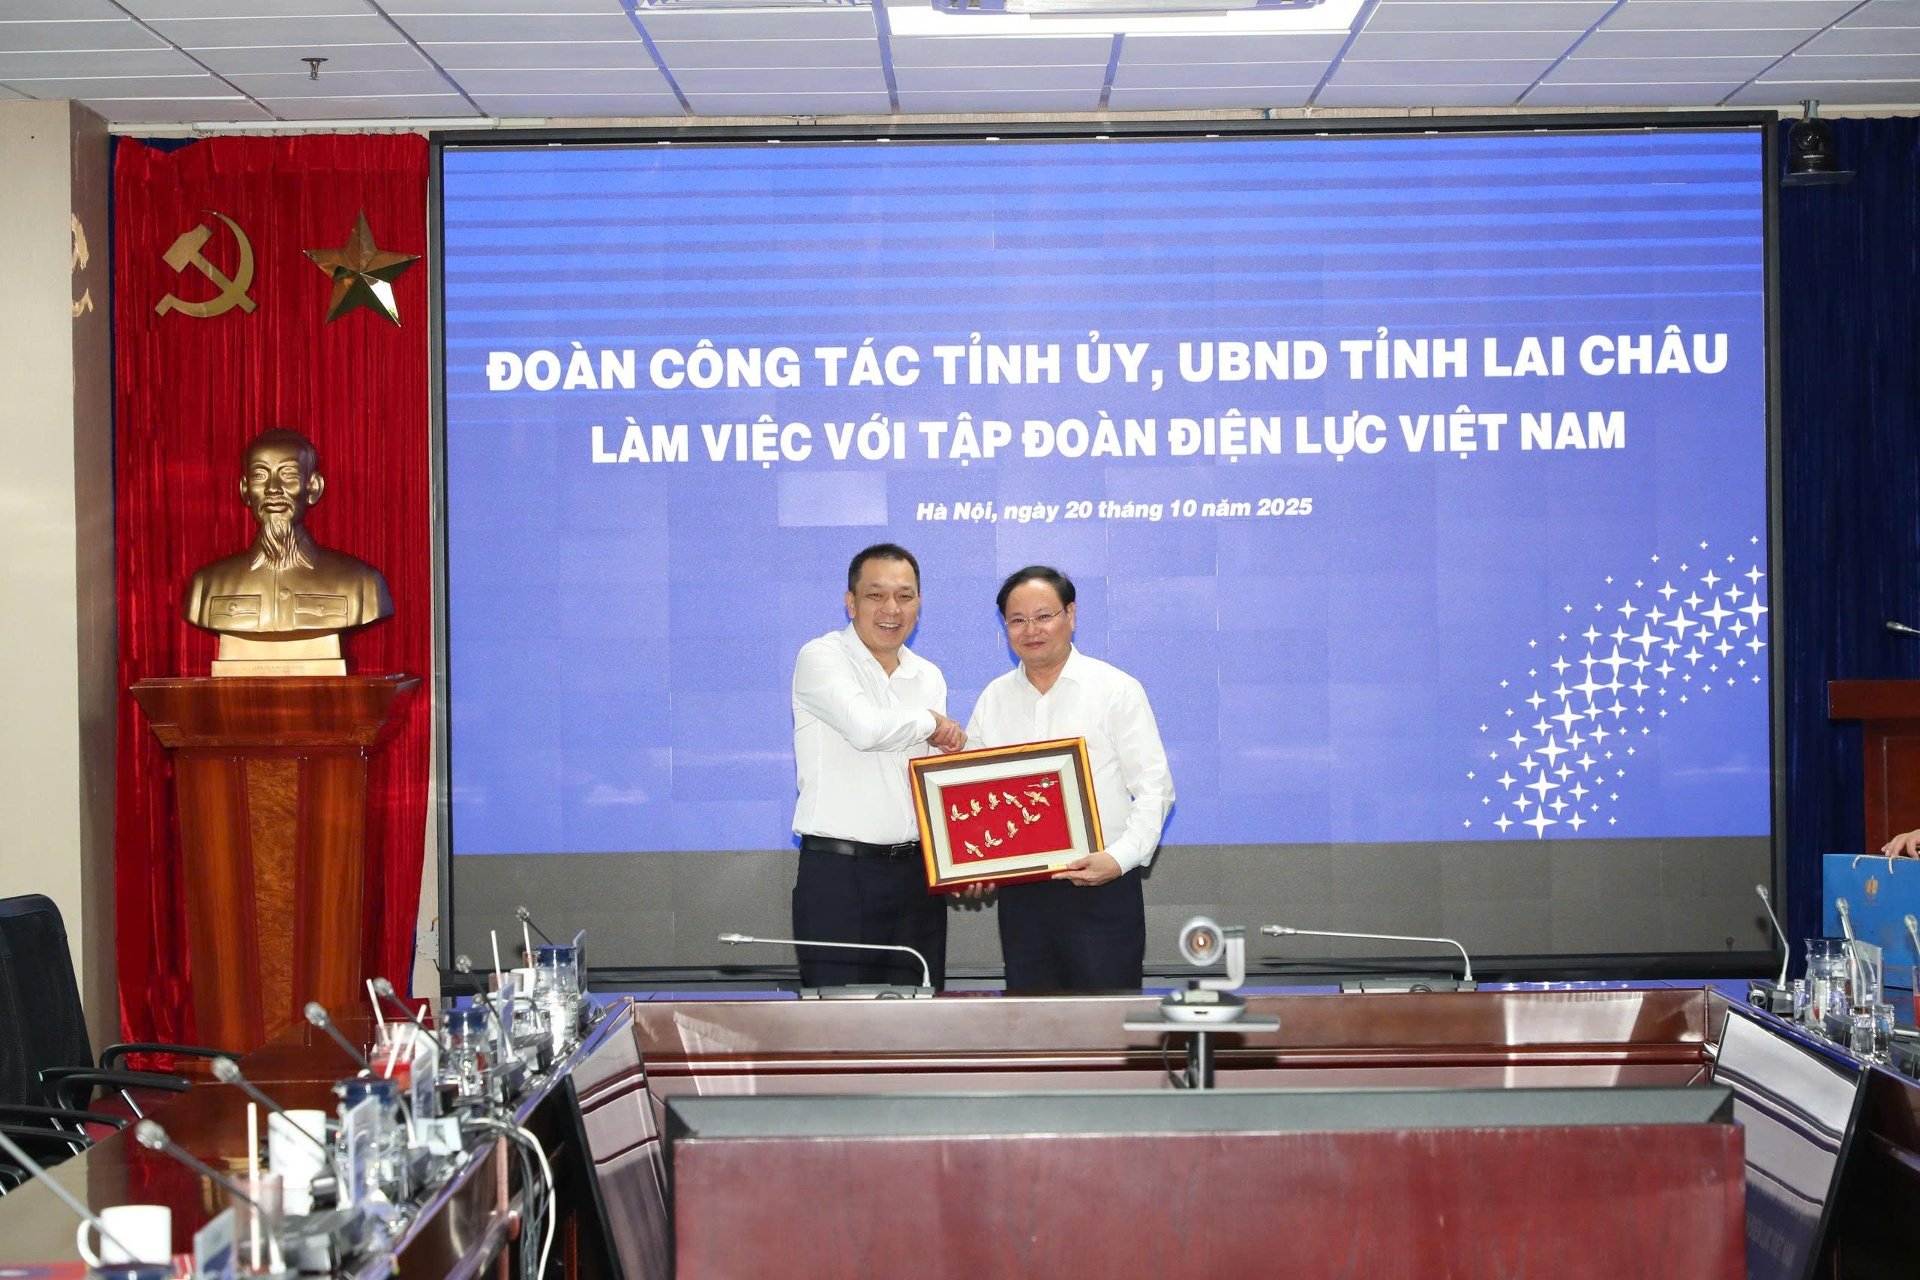 ĐOÀN CÔNG TÁC TỈNH ỦY, UBND TỈNH LAI CHÂU
LÀM VIỆC VỚI TẬP ĐOÀN ĐIỆN LỰC VIỆT NAM
Hà Nội, ngày 20 tháng 10 năm 2025